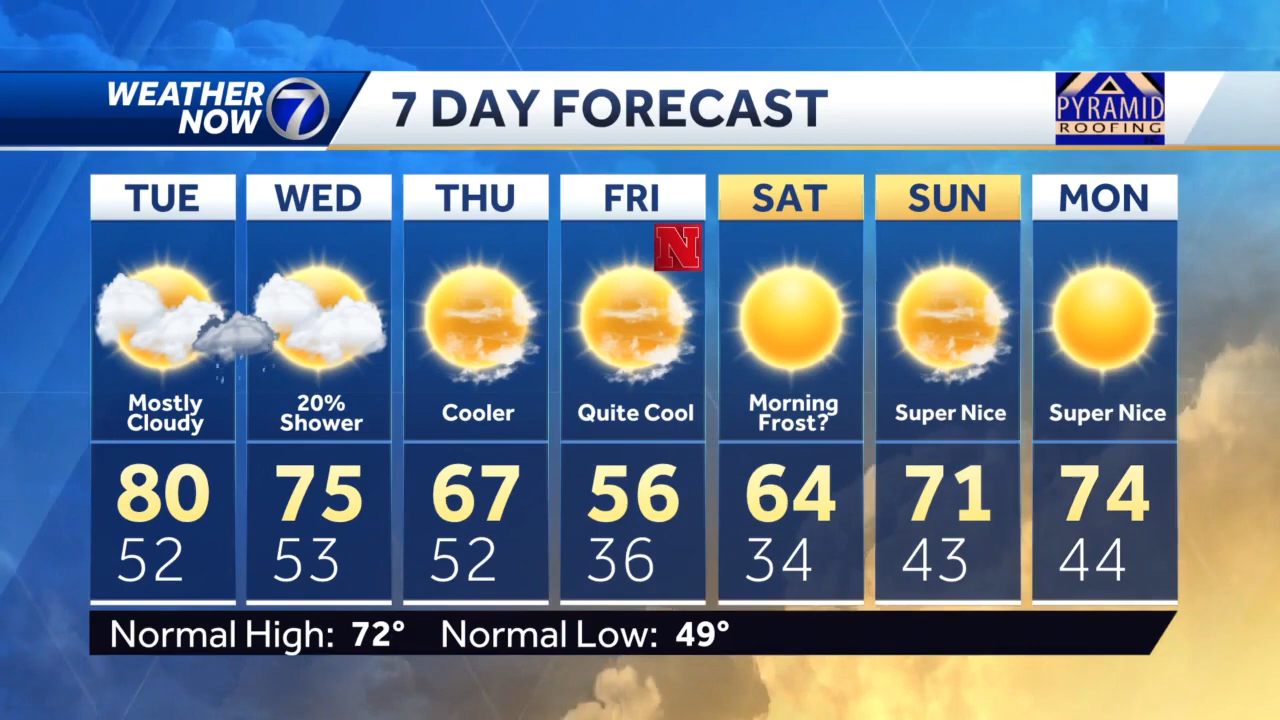 WEATHER
NOW 7
7 DAY FORECAST
PYRAMID
ROOFING
TUE WED THU FRI SAT SUN MON
N
Mostly
Cloudy
20%
Shower
Cooler
Quite Cool
Morning
Frost?
Super Nice
Super Nice
80 75 67 56 64 71 74
52 53 52 36 34 43 44
Normal High: 72° Normal Low: 49°